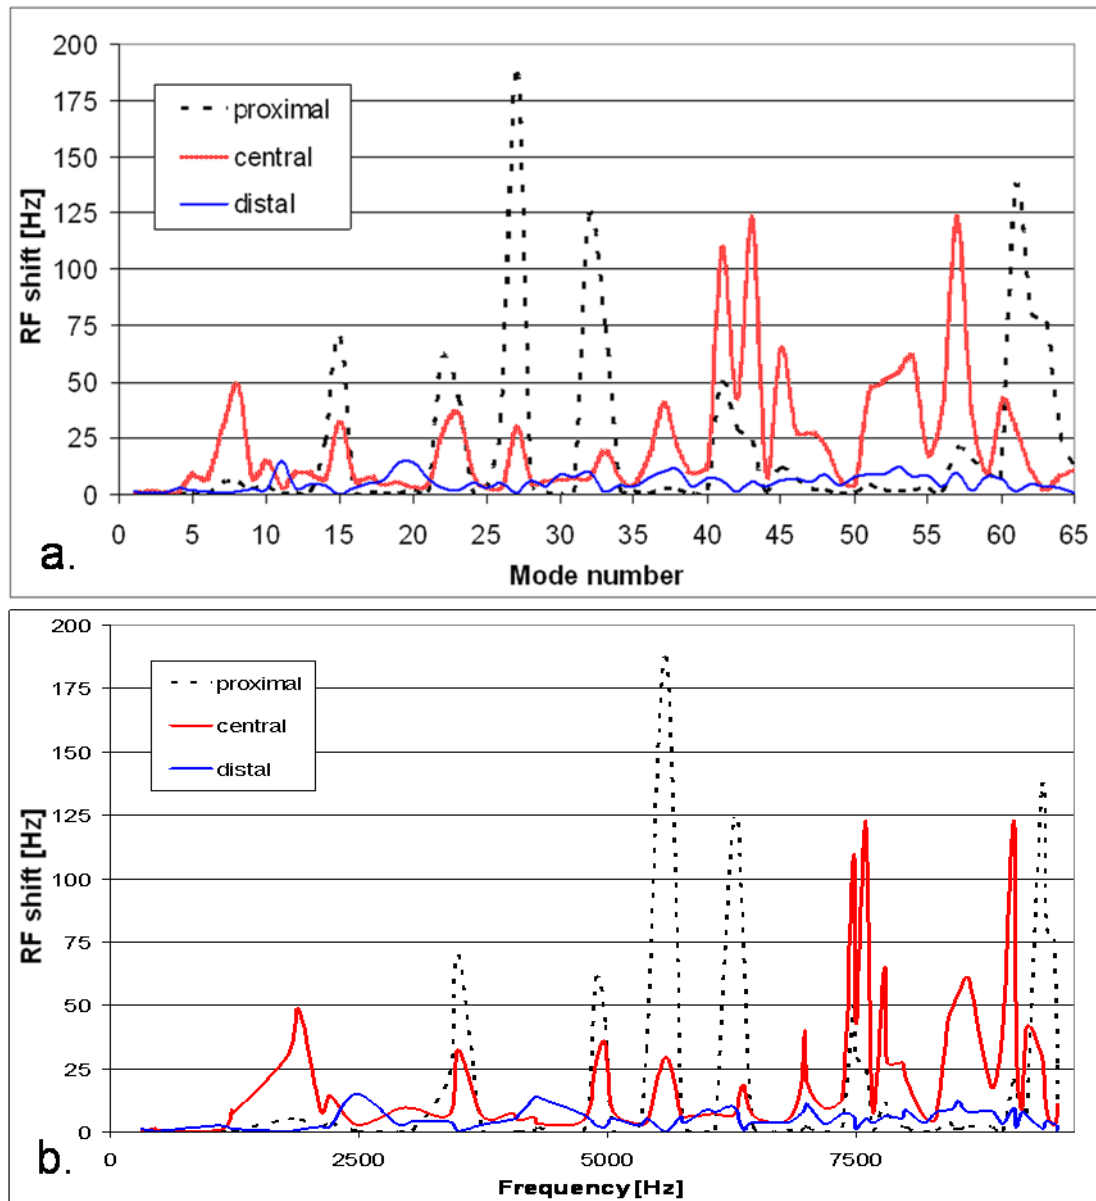 200
175
150
125
100
75
50
25
0
RF shift [Hz]
proximal
central
distal
0 5 10 15 20 25 30 35 40 45 50 55 60 65
Mode number
a.
200
175
150
125
100
75
50
25
0
RF shift [Hz]
proximal
central
distal
0 2500 5000 7500
Frequency[Hz]
b.